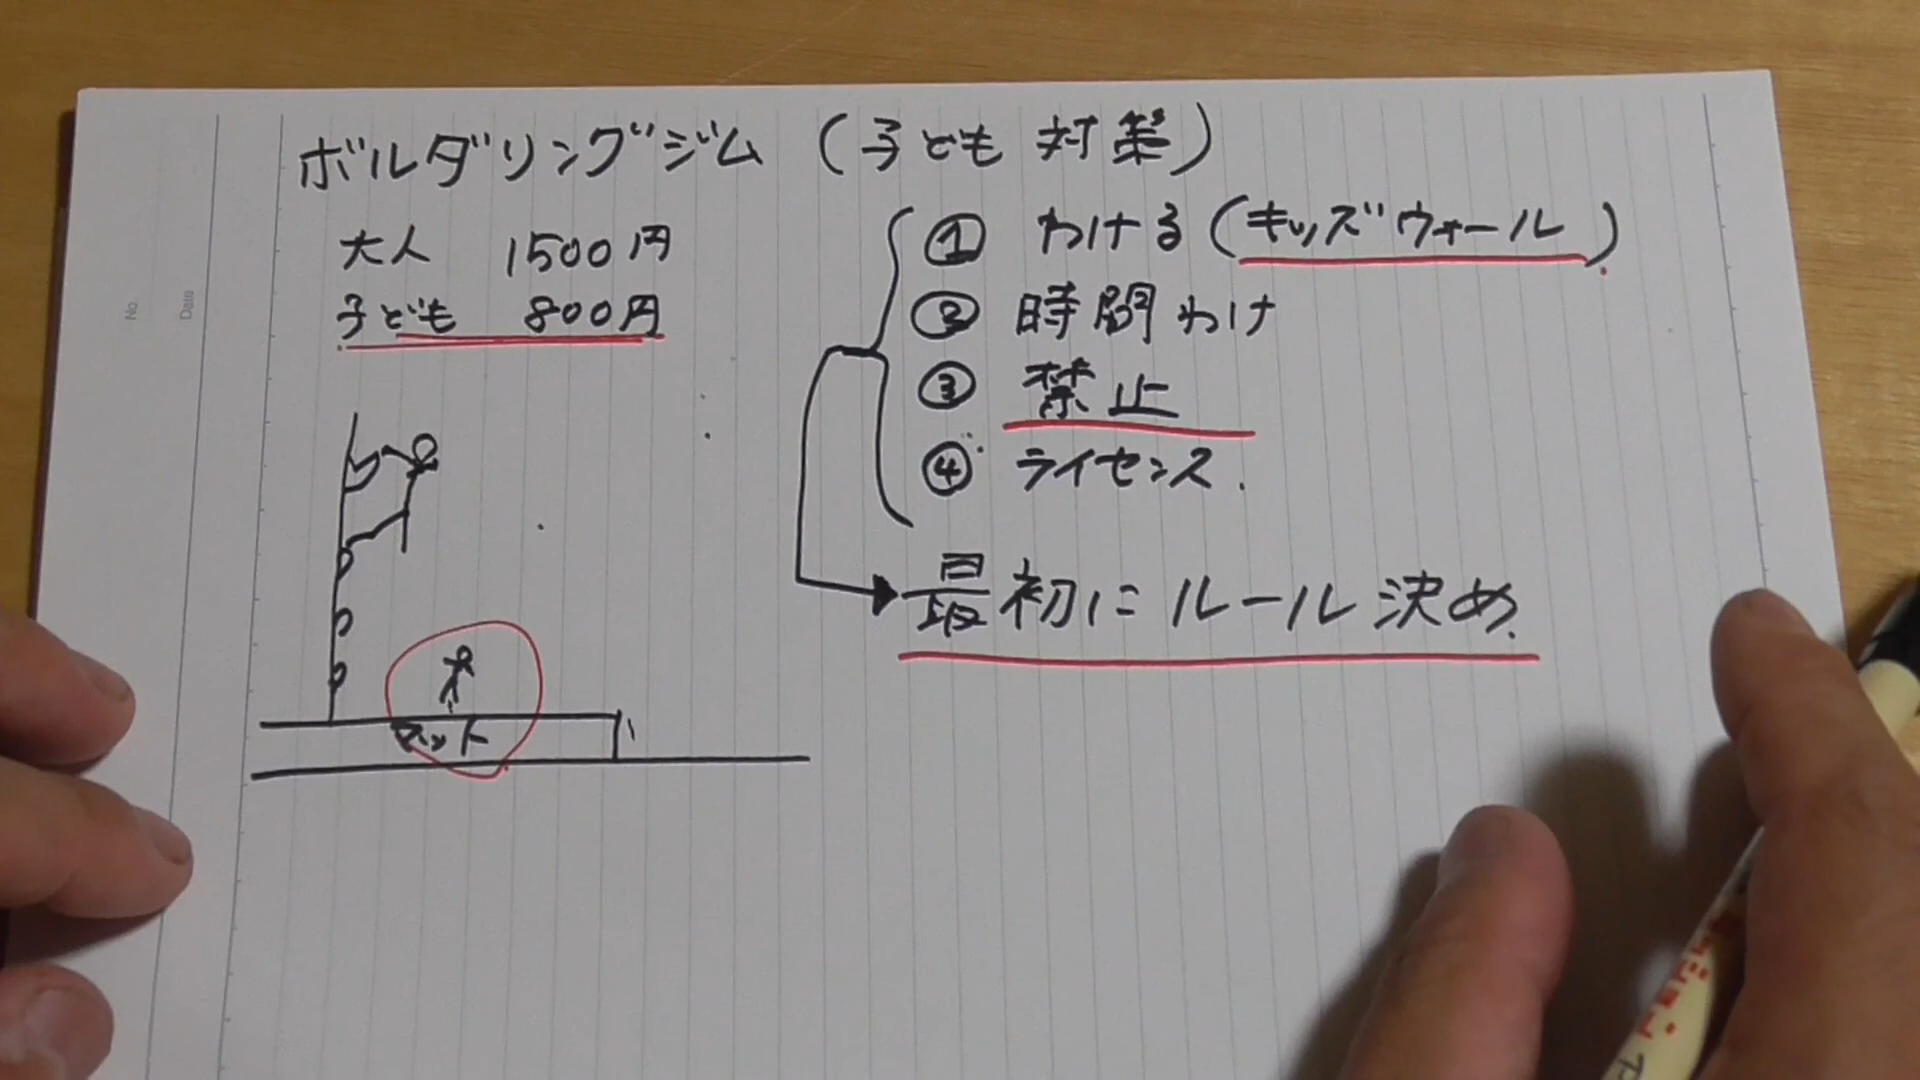 ボルダリングジム (子ども対策)
大人 1500円
子ども 800円
① わける (キッズウォール)
② 時間わけ
③ 禁止
④ ライセンス.
最初にルール決め.
マット
No.
Date